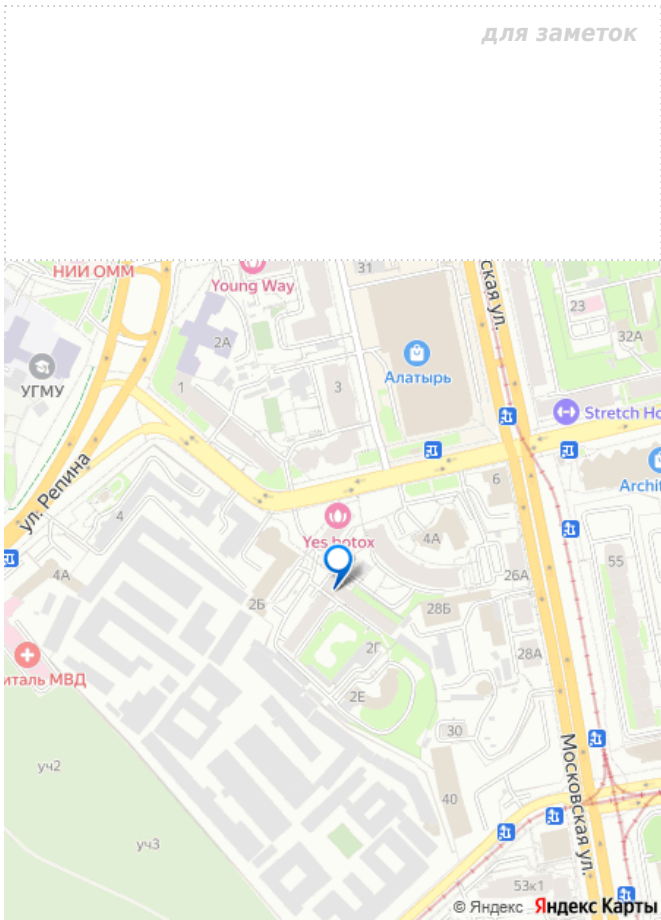 для заметок
НИИ ОММ
Young Way
31
ская ул.
23
32А
2А
УГМУ
1
3
Алатырь
Stretch Ho
ул. Репина
6
Archit
4
Yes botox
4А
4А
55
2Б
26А
28Б
2Г
28А
италь МВД
2Е
30
уч2
Московская ул.
40
уч3
53к1
© Яндекс Яндекс Карты